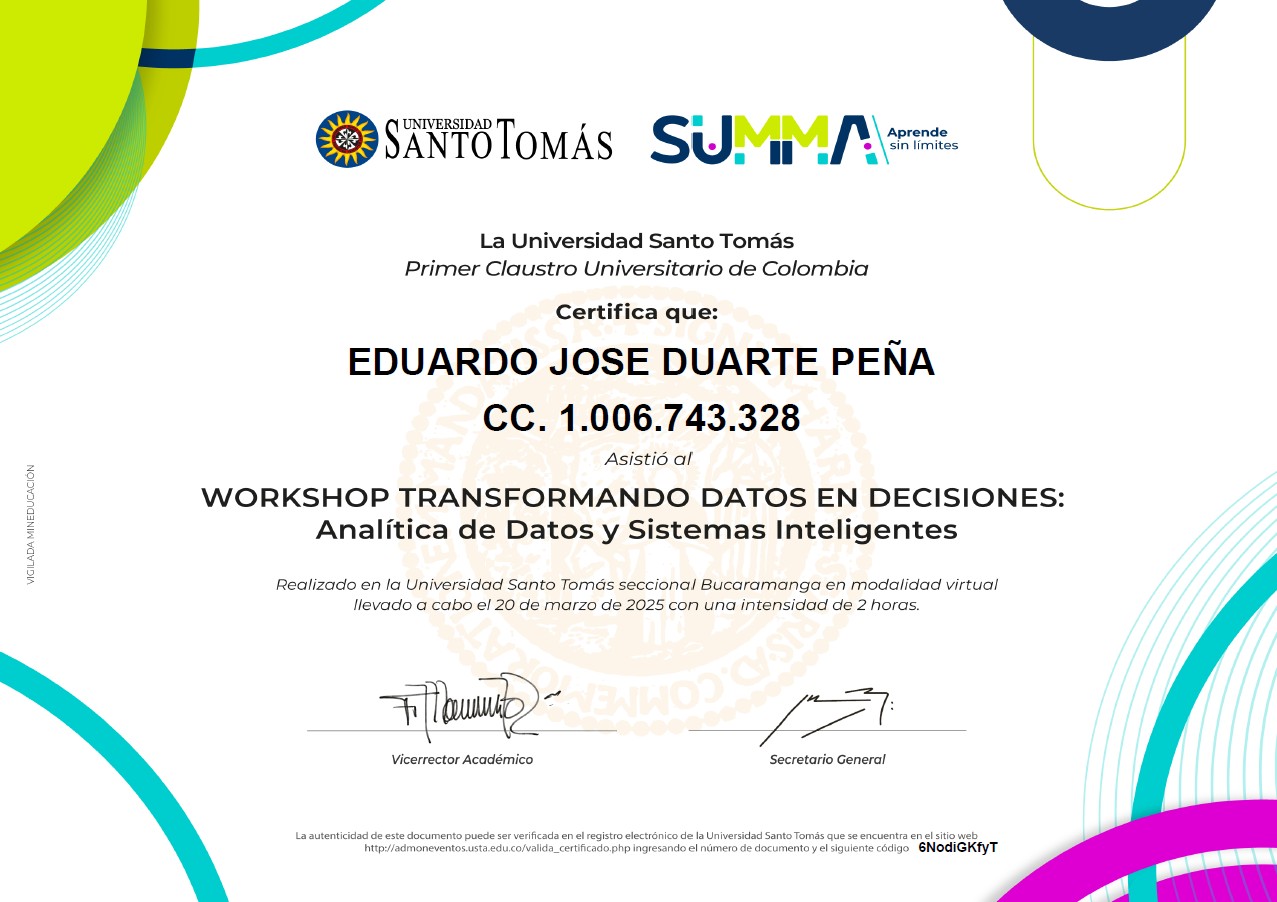 UNIVERSIDAD
SANTO TOMÁS
SUMMA
Aprende
sin límites
La Universidad Santo Tomás
Primer Claustro Universitario de Colombia
Certifica que:
EDUARDO JOSE DUARTE PEÑA
CC. 1.006.743.328
Asistió al
WORKSHOP TRANSFORMANDO DATOS EN DECISIONES:
Analítica de Datos y Sistemas Inteligentes
Realizado en la Universidad Santo Tomás seccional Bucaramanga en modalidad virtual
llevado a cabo el 20 de marzo de 2025 con una intensidad de 2 horas.
VIGILADA MINEDUCACIÓN
Vicerrector Académico
Secretario General
La autenticidad de este documento puede ser verificada en el registro electrónico de la Universidad Santo Tomás que se encuentra en el sitio web
http://admoneventos.usta.edu.co/valida_certificado.php ingresando el número de documento y el siguiente código 6NodiGKfyT